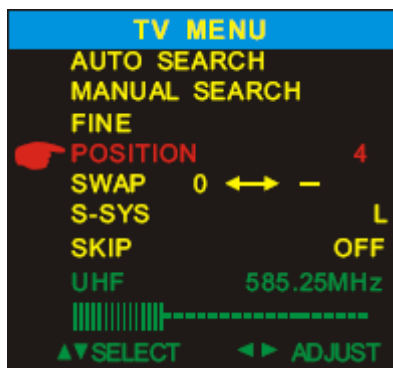 TV MENU
AUTO SEARCH
MANUAL SEARCH
FINE
POSITION 4
SWAP 0 ↔ –
S-SYS L
SKIP OFF
UHF 585.25MHz
▲▼SELECT ◄► ADJUST